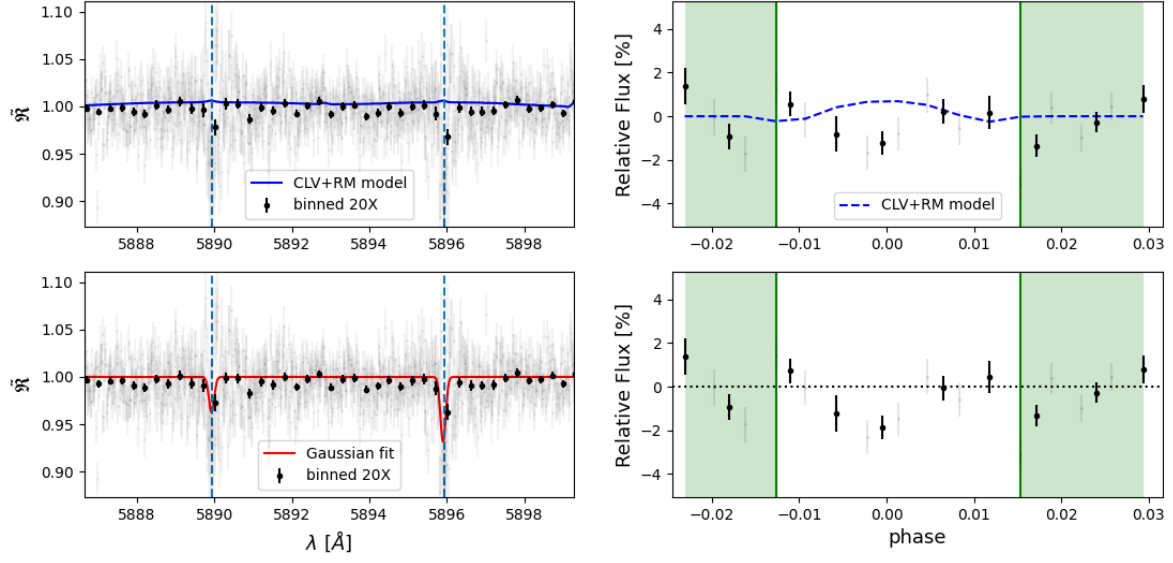 1.10
1.05
1.00
0.95
0.90
ℜ̃
CLV+RM model
binned 20X
5888 5890 5892 5894 5896 5898
4
2
0
−2
−4
Relative Flux [%]
CLV+RM model
−0.02 −0.01 0.00 0.01 0.02 0.03
1.10
1.05
1.00
0.95
0.90
ℜ̃
Gaussian fit
binned 20X
5888 5890 5892 5894 5896 5898
λ [Å]
4
2
0
−2
−4
Relative Flux [%]
−0.02 −0.01 0.00 0.01 0.02 0.03
phase